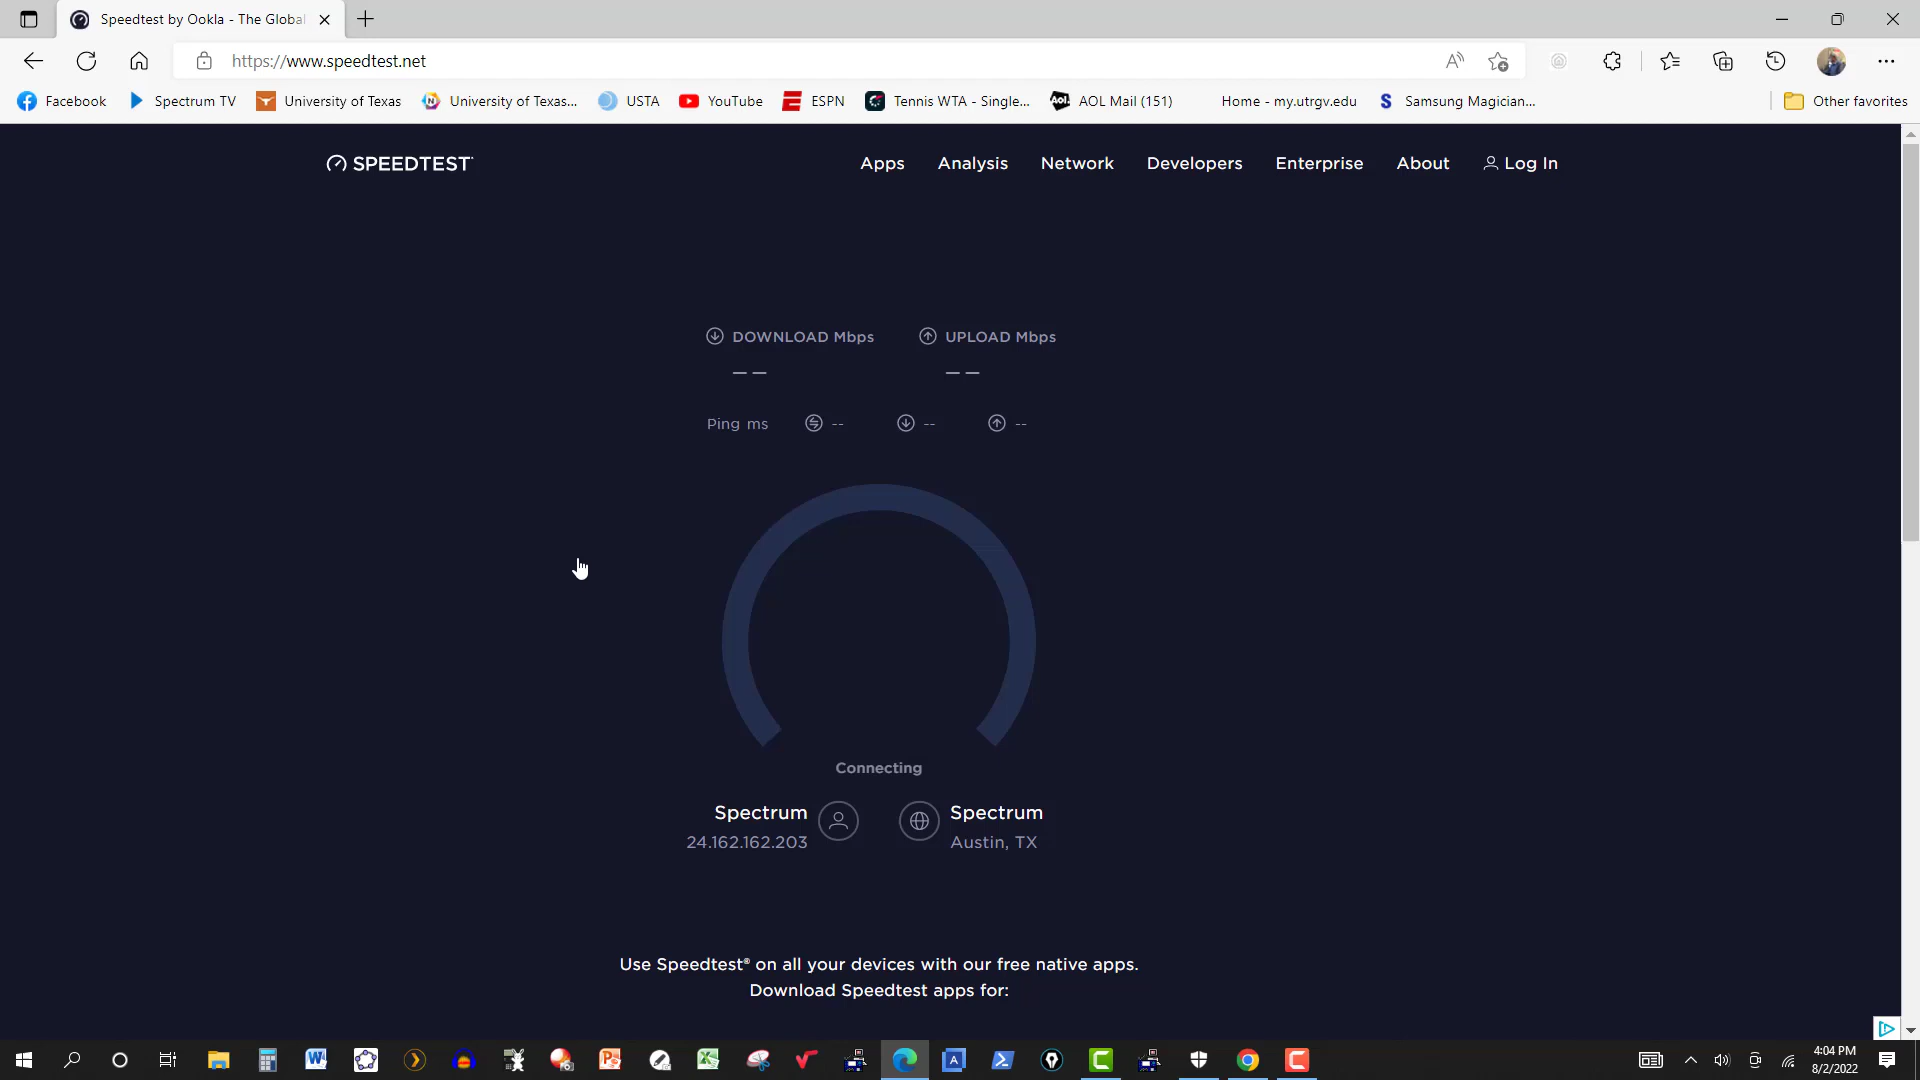 Speedtest by Ookla - The Global
https://www.speedtest.net
Facebook
Spectrum TV
University of Texas
University of Texas...
USTA
YouTube
ESPN
Tennis WTA - Single...
AOL Mail (151)
Home - my.utrgv.edu
Samsung Magician...
Other favorites
SPEEDTEST
Apps
Analysis
Network
Developers
Enterprise
About
Log In
DOWNLOAD Mbps
UPLOAD Mbps
— —
— —
Ping ms
--
--
--
Connecting
Spectrum
24.162.162.203
Spectrum
Austin, TX
Use Speedtest® on all your devices with our free native apps.
Download Speedtest apps for:
4:04 PM
8/2/2022